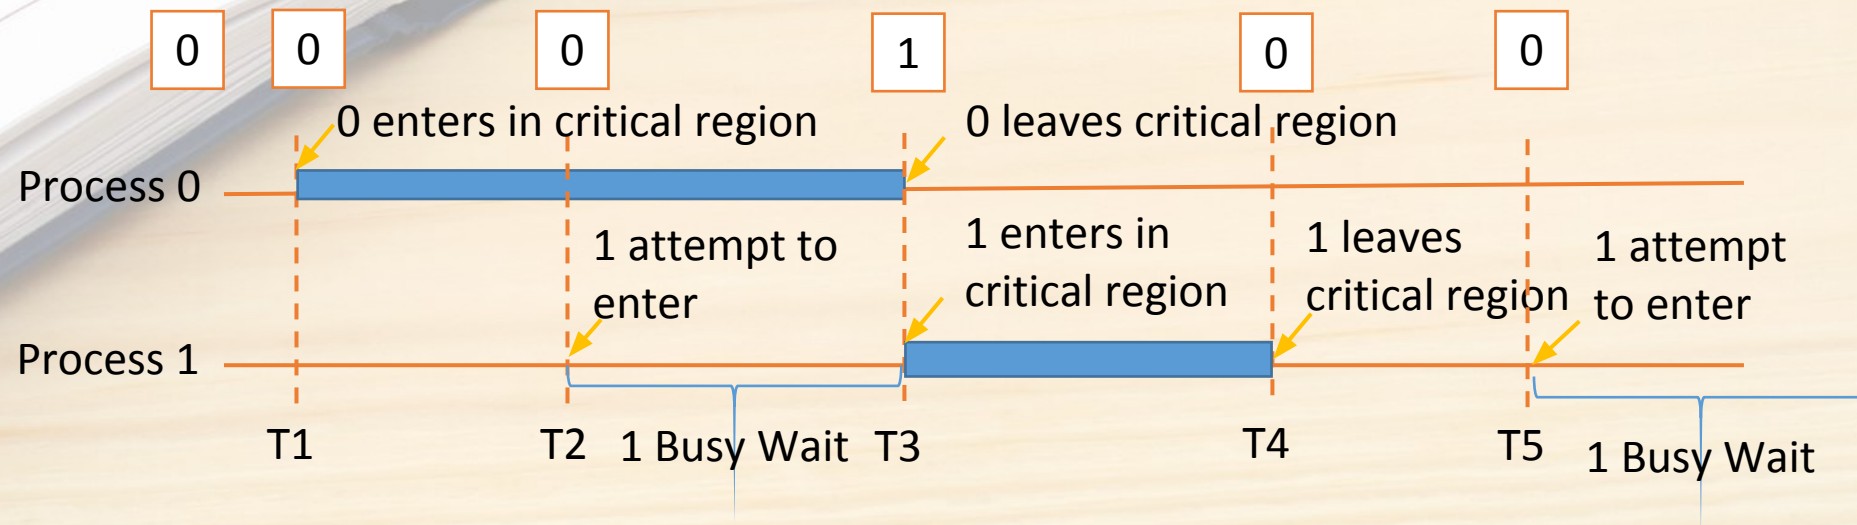 0 0 0 1 0 0
0 enters in critical region
0 leaves critical region
Process 0
1 attempt to
enter
1 enters in
critical region
1 leaves
critical region
1 attempt
to enter
Process 1
T1 T2 1 Busy Wait T3 T4 T5 1 Busy Wait